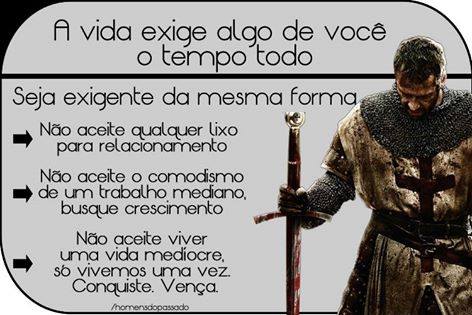 A vida exige algo de você
o tempo todo
Seja exigente da mesma forma
Não aceite qualquer lixo
para relacionamento
Não aceite o comodismo
de um trabalho mediano,
busque crescimento
Não aceite viver
uma vida medíocre,
só vivemos uma vez.
Conquiste. Vença.
/homensdopassado